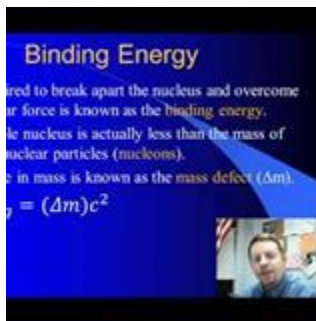 Binding Energy
ired to break apart the nucleus and overcome
ar force is known as the binding energy.
le nucleus is actually less than the mass of
nuclear particles (nucleons).
e in mass is known as the mass defect (Δm).
= (Δm)c²